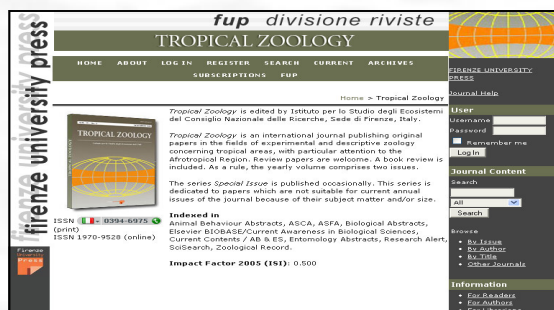 fup divisione riviste
TROPICAL ZOOLOGY
HOME ABOUT LOG IN REGISTER SEARCH CURRENT ARCHIVES
SUBSCRIPTIONS FUP
Home > Tropical Zoology
firenze university press
TROPICAL ZOOLOGY
ISSN 0394-6975
(print)
ISSN 1970-9528 (online)
Firenze
University
Press
Tropical Zoology is edited by Istituto per lo Studio degli Ecosistemi
del Consiglio Nazionale delle Ricerche, Sede di Firenze, Italy.
Tropical Zoology is an international journal publishing original
papers in the fields of experimental and descriptive zoology
concerning tropical areas, with particular attention to the
Afrotropical Region. Review papers are welcome. A book review is
included. As a rule, the yearly volume comprises two issues.
The series Special Issue is published occasionally. This series is
dedicated to papers which are not suitable for current annual
issues of the journal because of their subject matter and/or size.
Indexed in
Animal Behaviour Abstracts, ASCA, ASFA, Biological Abstracts,
Elsevier BIOBASE/Current Awareness in Biological Sciences,
Current Contents / AB & ES, Entomology Abstracts, Research Alert,
SciSearch, Zoological Record.
Impact Factor 2005 (ISI): 0.500
FIRENZE UNIVERSITY
PRESS
Journal Help
User
Username
Password
Remember me
Log In
Journal Content
Search
All
Search
Browse
By Issue
By Author
By Title
Other Journals
Information
For Readers
For Authors
For Librarians